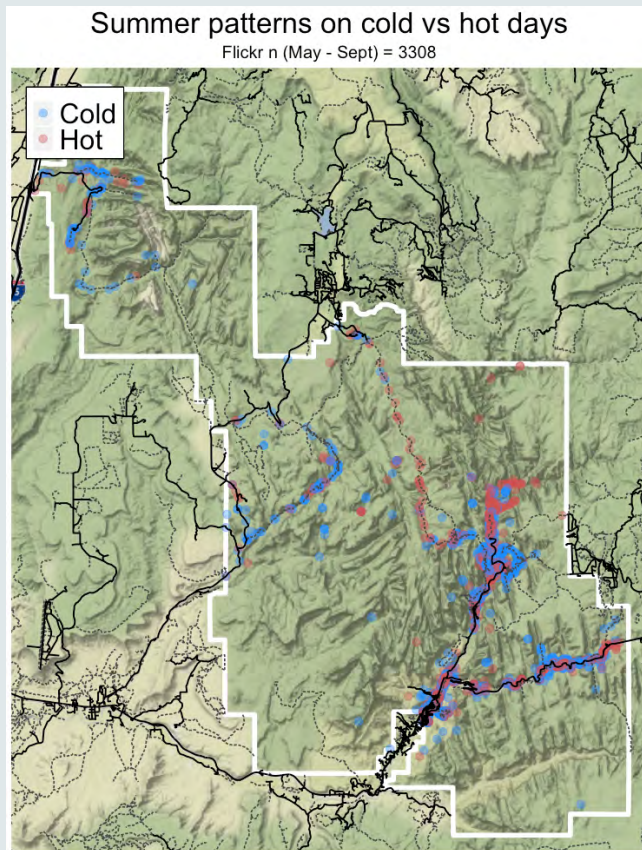 Summer patterns on cold vs hot days
Flickr n (May - Sept) = 3308
Cold
Hot